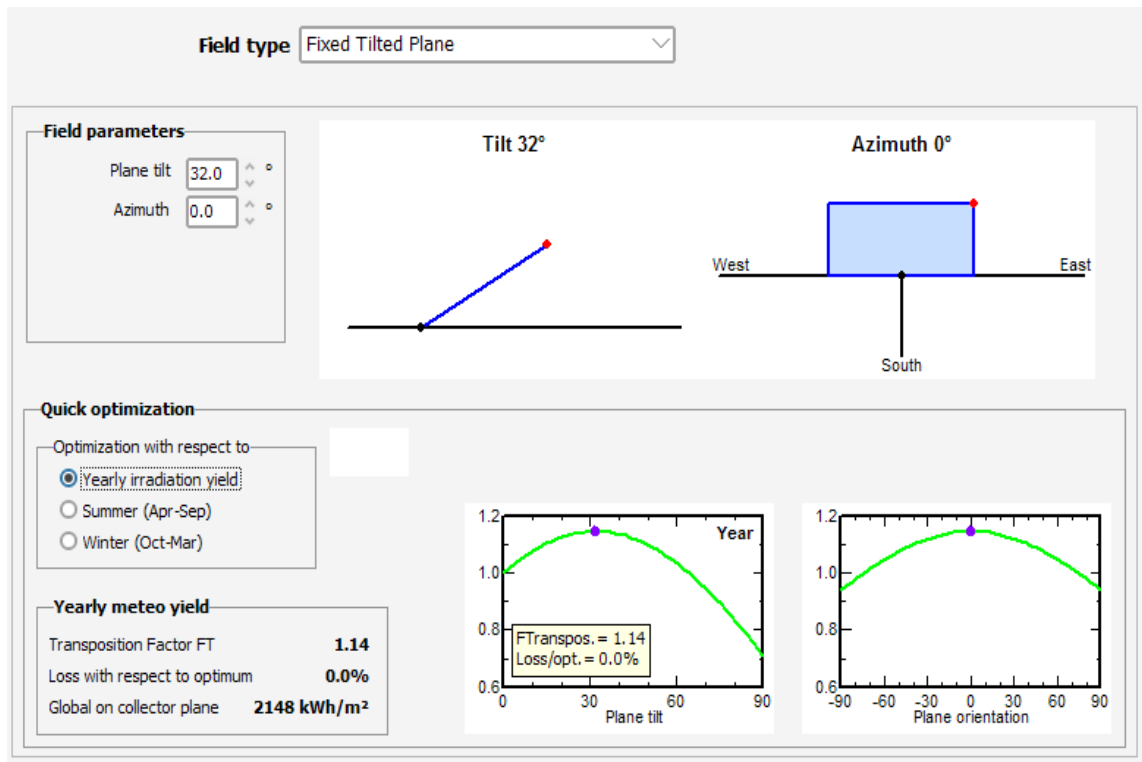 Field type Fixed Tilted Plane
Field parameters
Plane tilt 32.0 °
Azimuth 0.0 °
Tilt 32°
Azimuth 0°
West East
South
Quick optimization
Optimization with respect to
Yearly irradiation yield
Summer (Apr-Sep)
Winter (Oct-Mar)
Yearly meteo yield
Transposition Factor FT 1.14
Loss with respect to optimum 0.0%
Global on collector plane 2148 kWh/m²
Year
1.2
1.0
0.8
0.6
FTranspos. = 1.14
Loss/opt. = 0.0%
0 30 60 90
Plane tilt
1.2
1.0
0.8
0.6
-90 -60 -30 0 30 60 90
Plane orientation